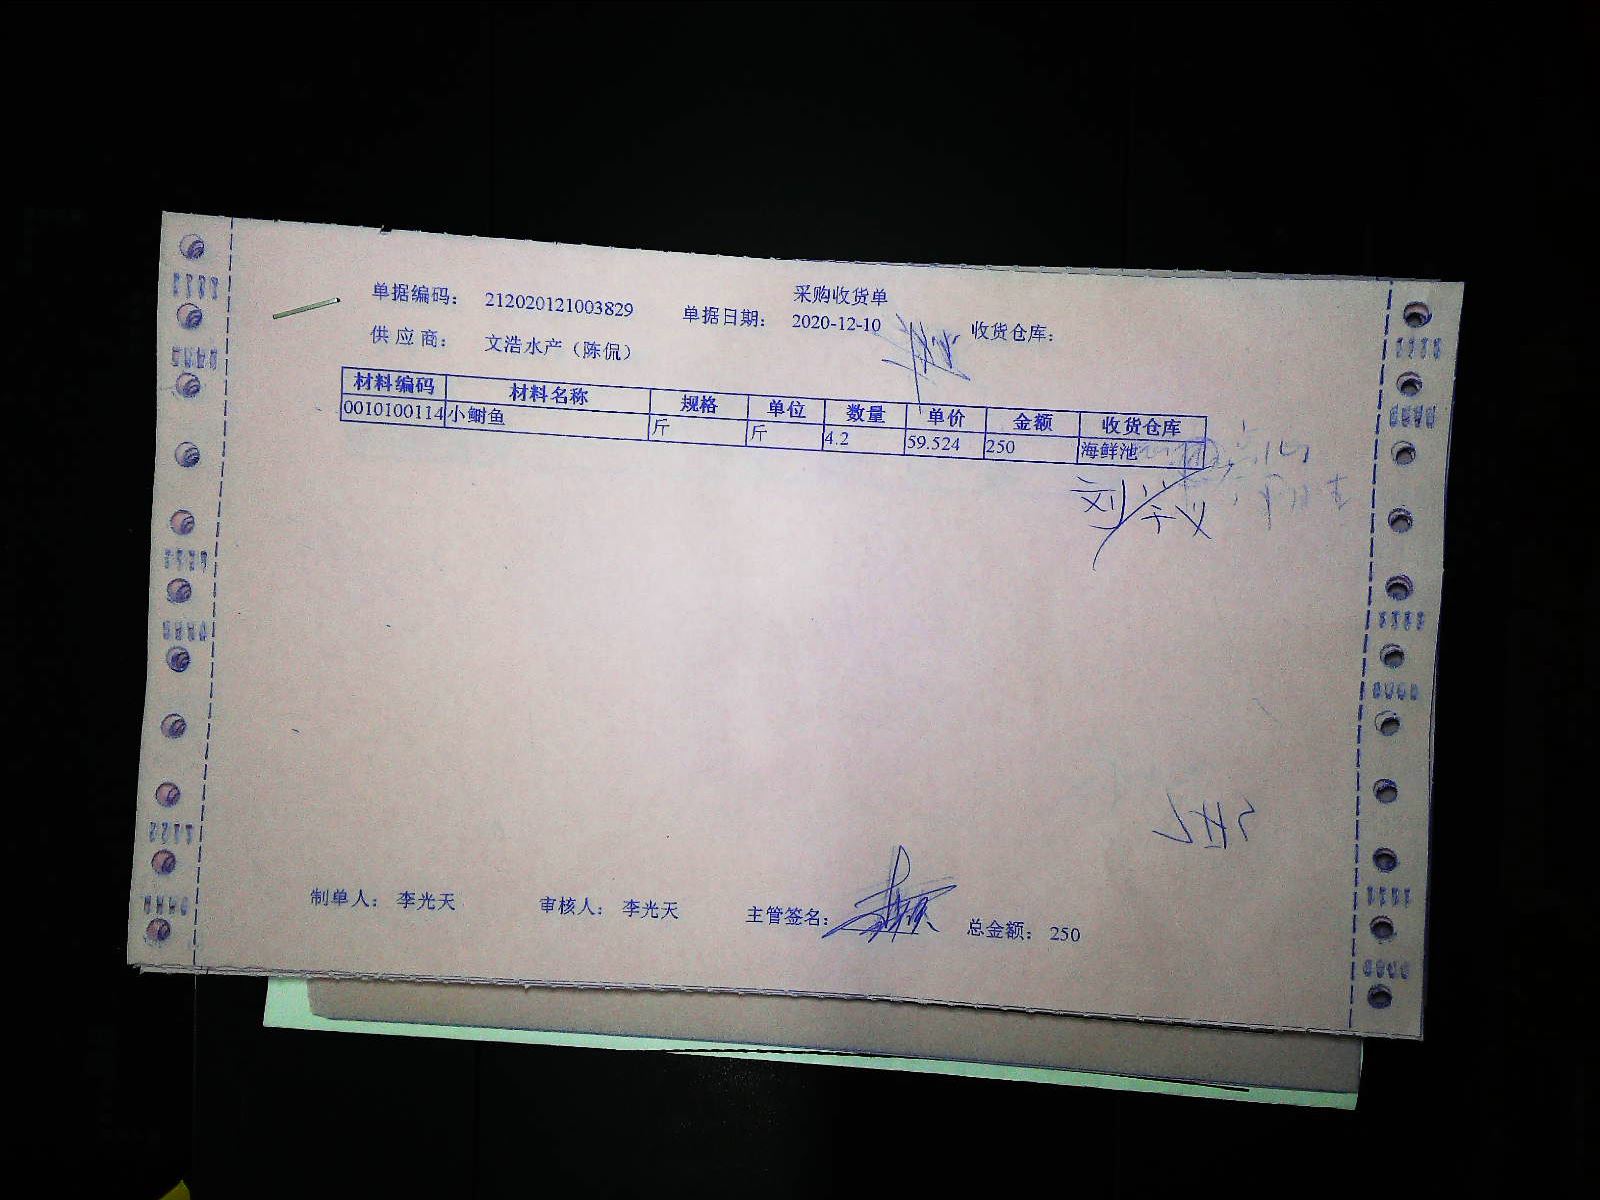 采购收货单
单据编码： 212020121003829 单据日期： 2020-12-10 收货仓库：
供应商： 文浩水产（陈侃）
材料编码 材料名称 规格 单位 数量 单价 金额 收货仓库
0010100114 小鲥鱼 斤 斤 4.2 59.524 250 海鲜池
制单人： 李光天 审核人： 李光天 主管签名： 总金额： 250